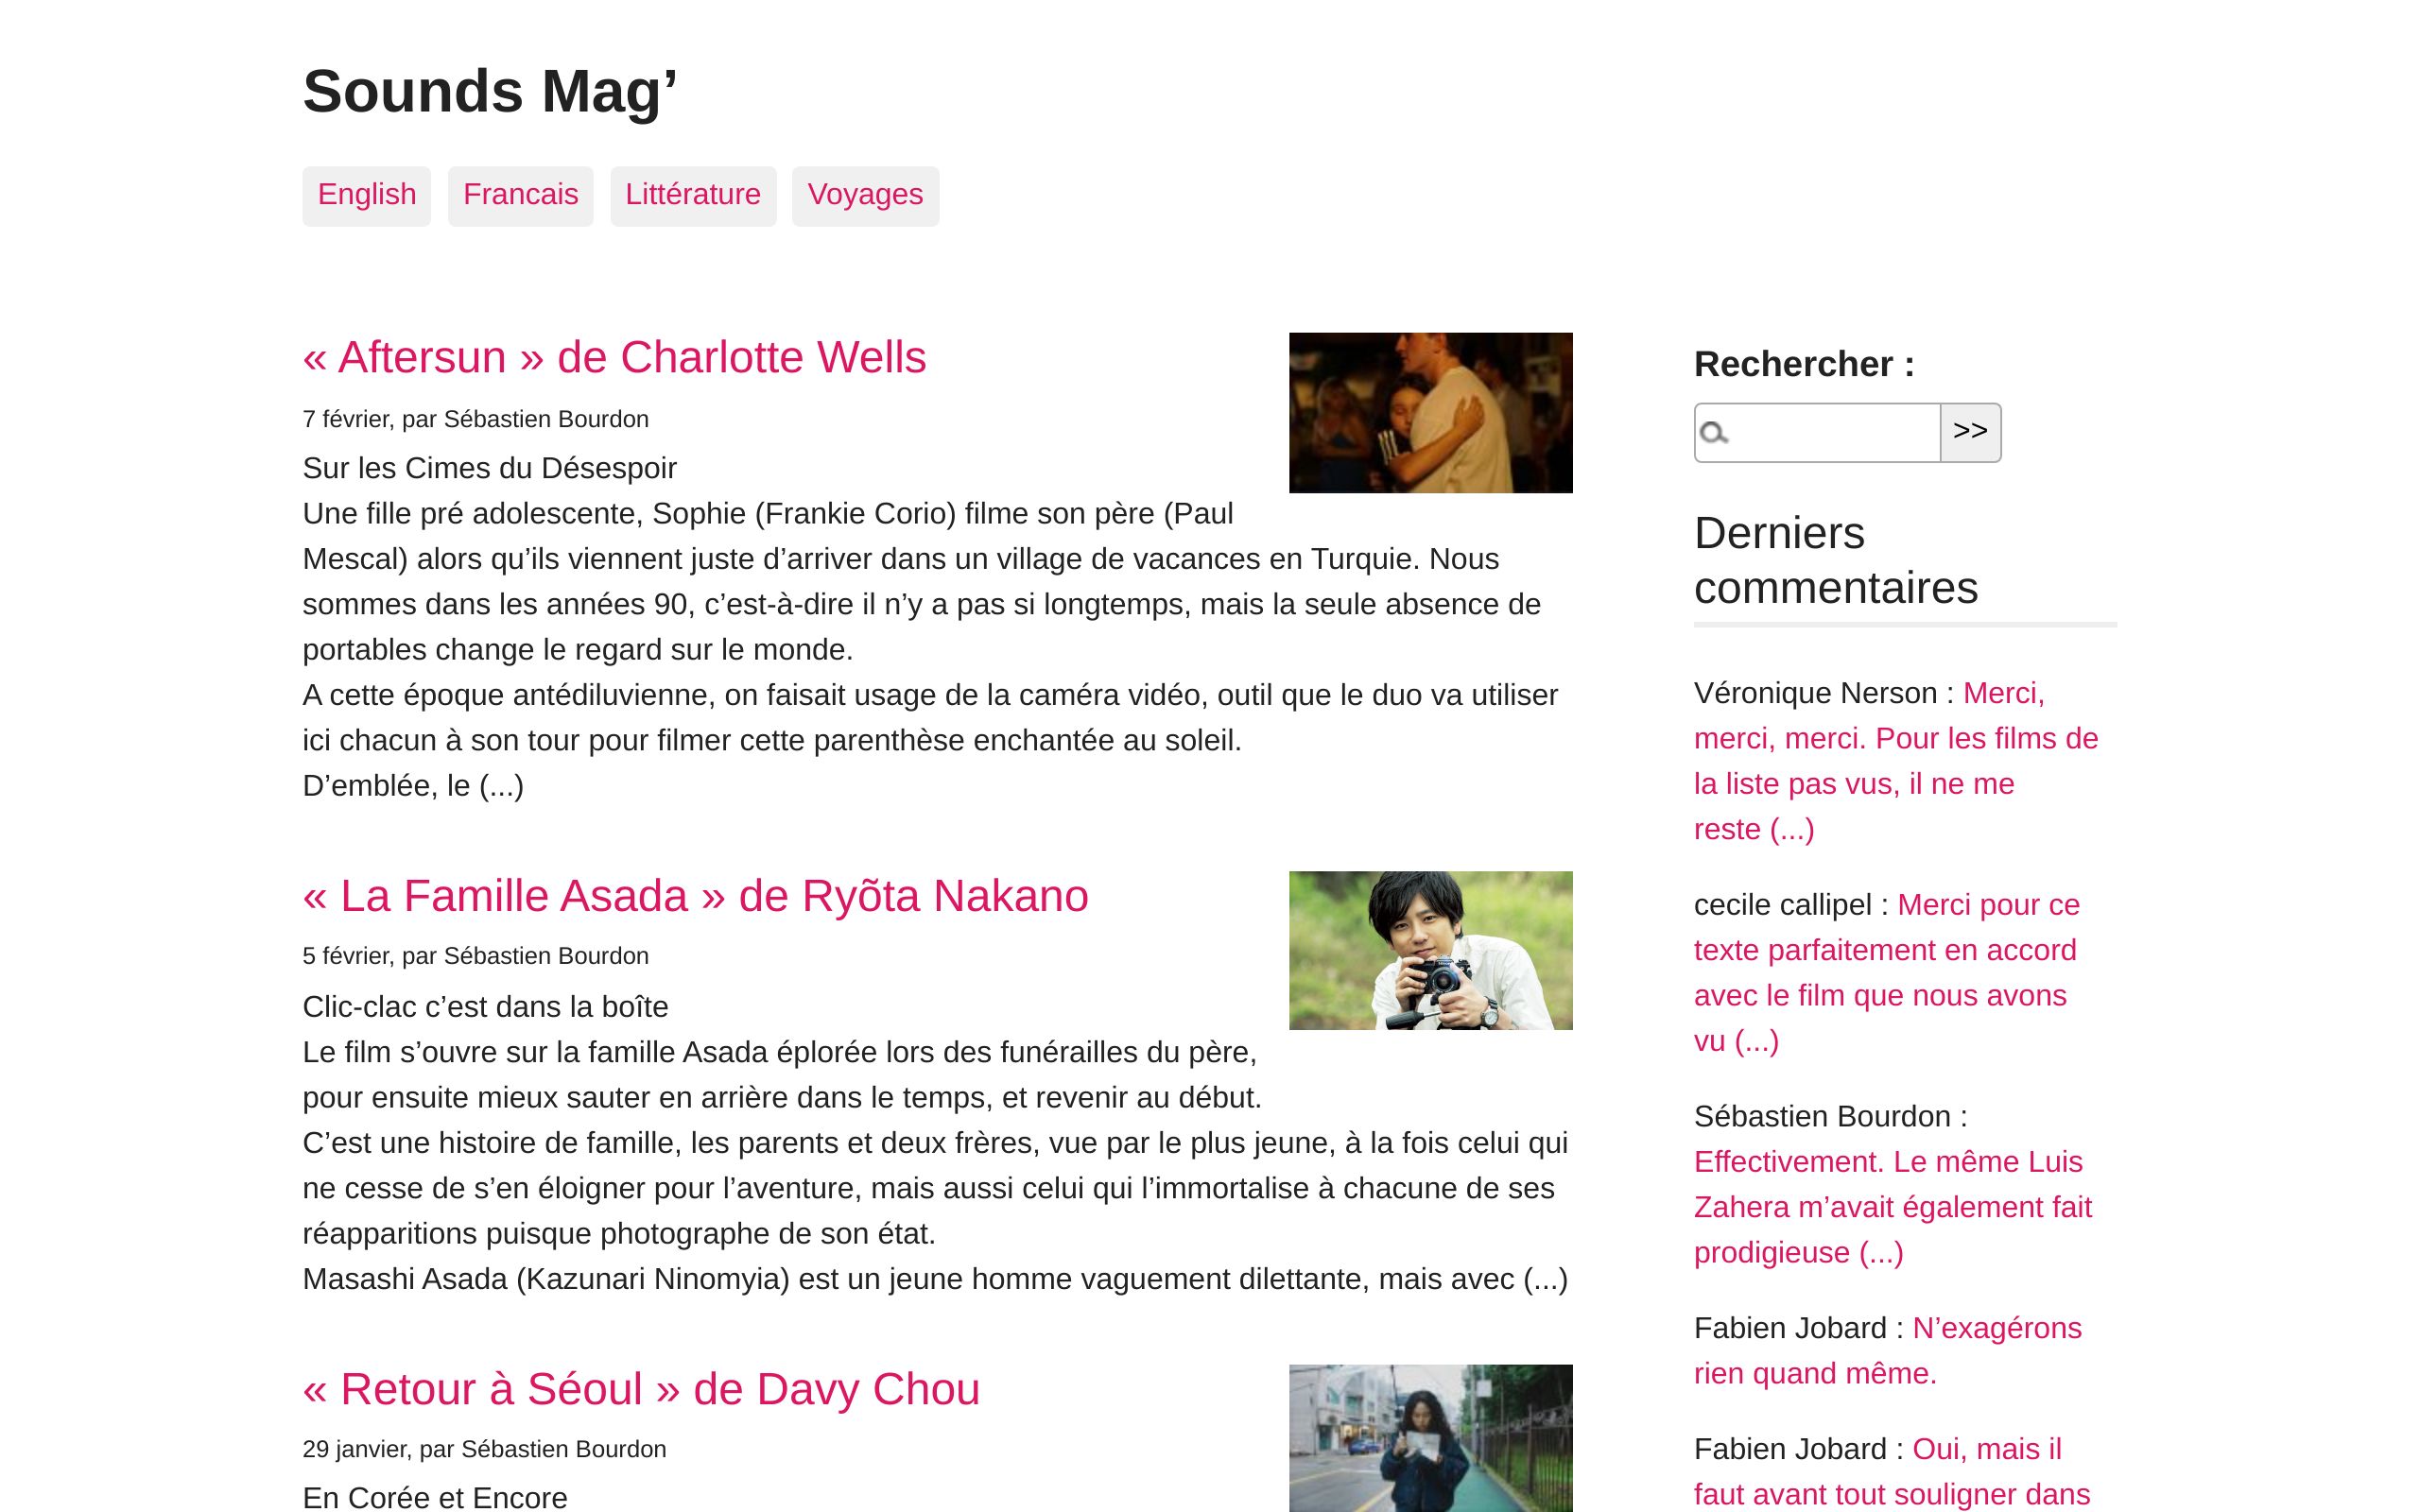 Sounds Mag’
English Francais Littérature Voyages
« Aftersun » de Charlotte Wells
7 février, par Sébastien Bourdon
Sur les Cimes du Désespoir
Une fille pré adolescente, Sophie (Frankie Corio) filme son père (Paul
Mescal) alors qu’ils viennent juste d’arriver dans un village de vacances en Turquie. Nous
sommes dans les années 90, c’est-à-dire il n’y a pas si longtemps, mais la seule absence de
portables change le regard sur le monde.
A cette époque antédiluvienne, on faisait usage de la caméra vidéo, outil que le duo va utiliser
ici chacun à son tour pour filmer cette parenthèse enchantée au soleil.
D’emblée, le (...)
« La Famille Asada » de Ryõta Nakano
5 février, par Sébastien Bourdon
Clic-clac c’est dans la boîte
Le film s’ouvre sur la famille Asada éplorée lors des funérailles du père,
pour ensuite mieux sauter en arrière dans le temps, et revenir au début.
C’est une histoire de famille, les parents et deux frères, vue par le plus jeune, à la fois celui qui
ne cesse de s’en éloigner pour l’aventure, mais aussi celui qui l’immortalise à chacune de ses
réapparitions puisque photographe de son état.
Masashi Asada (Kazunari Ninomyia) est un jeune homme vaguement dilettante, mais avec (...)
« Retour à Séoul » de Davy Chou
29 janvier, par Sébastien Bourdon
En Corée et Encore
Rechercher :
>>
Derniers
commentaires
Véronique Nerson : Merci,
merci, merci. Pour les films de
la liste pas vus, il ne me
reste (...)
cecile callipel : Merci pour ce
texte parfaitement en accord
avec le film que nous avons
vu (...)
Sébastien Bourdon :
Effectivement. Le même Luis
Zahera m’avait également fait
prodigieuse (...)
Fabien Jobard : N’exagérons
rien quand même.
Fabien Jobard : Oui, mais il
faut avant tout souligner dans